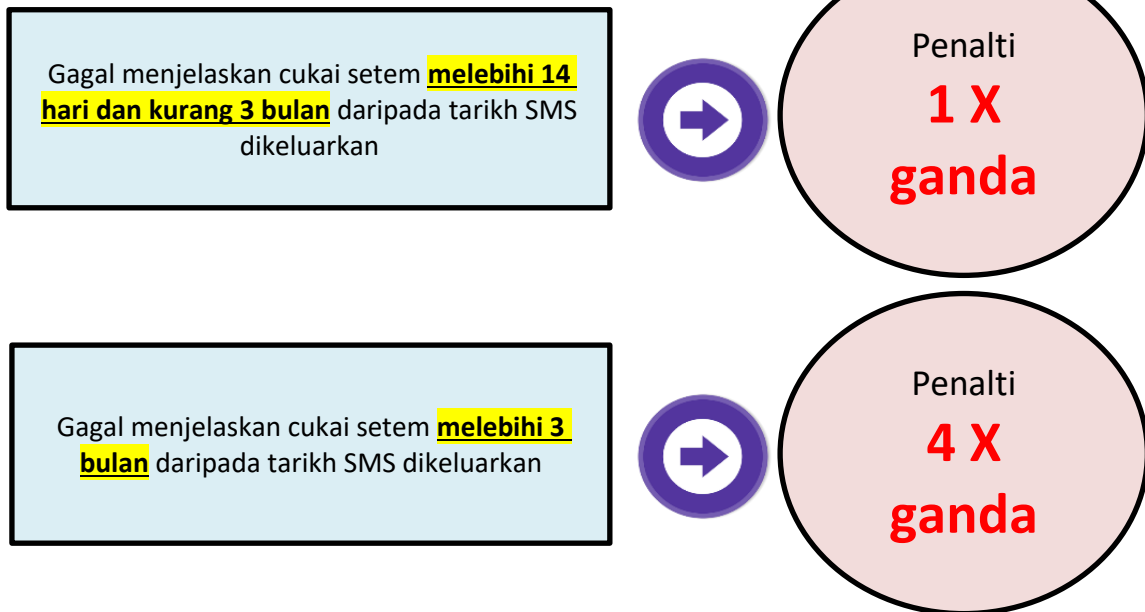 Gagal menjelaskan cukai setem melebihi 14
hari dan kurang 3 bulan daripada tarikh SMS
dikeluarkan
Penalti
1 X
ganda
Gagal menjelaskan cukai setem melebihi 3
bulan daripada tarikh SMS dikeluarkan
Penalti
4 X
ganda